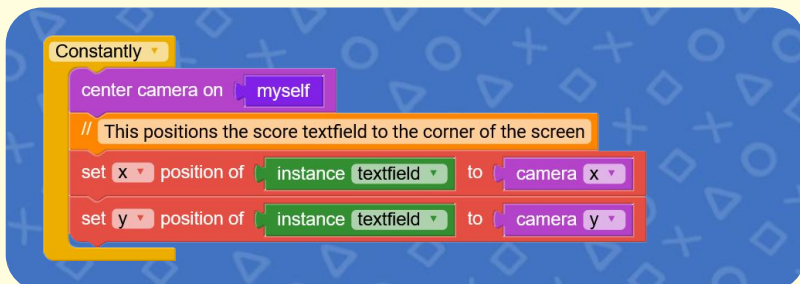 Constantly
center camera on myself
// This positions the score textfield to the corner of the screen
set x position of instance textfield to camera x
set y position of instance textfield to camera y